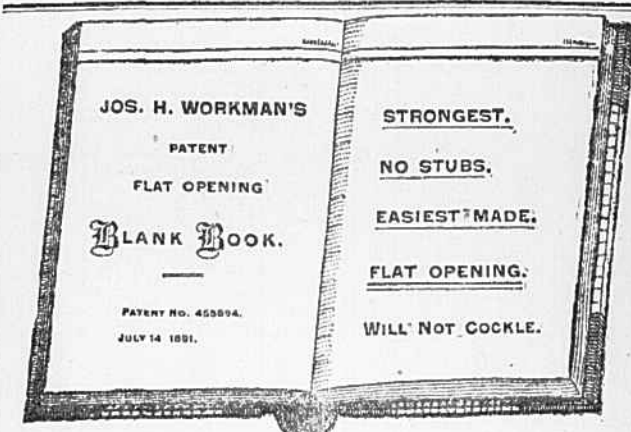 JOS. H. WORKMAN'S
PATENT
FLAT OPENING
BLANK BOOK.
PATENT NO. 455894.
JULY 14 1891.
STRONGEST.
NO STUBS.
EASIEST MADE.
FLAT OPENING.
WILL NOT COCKLE.